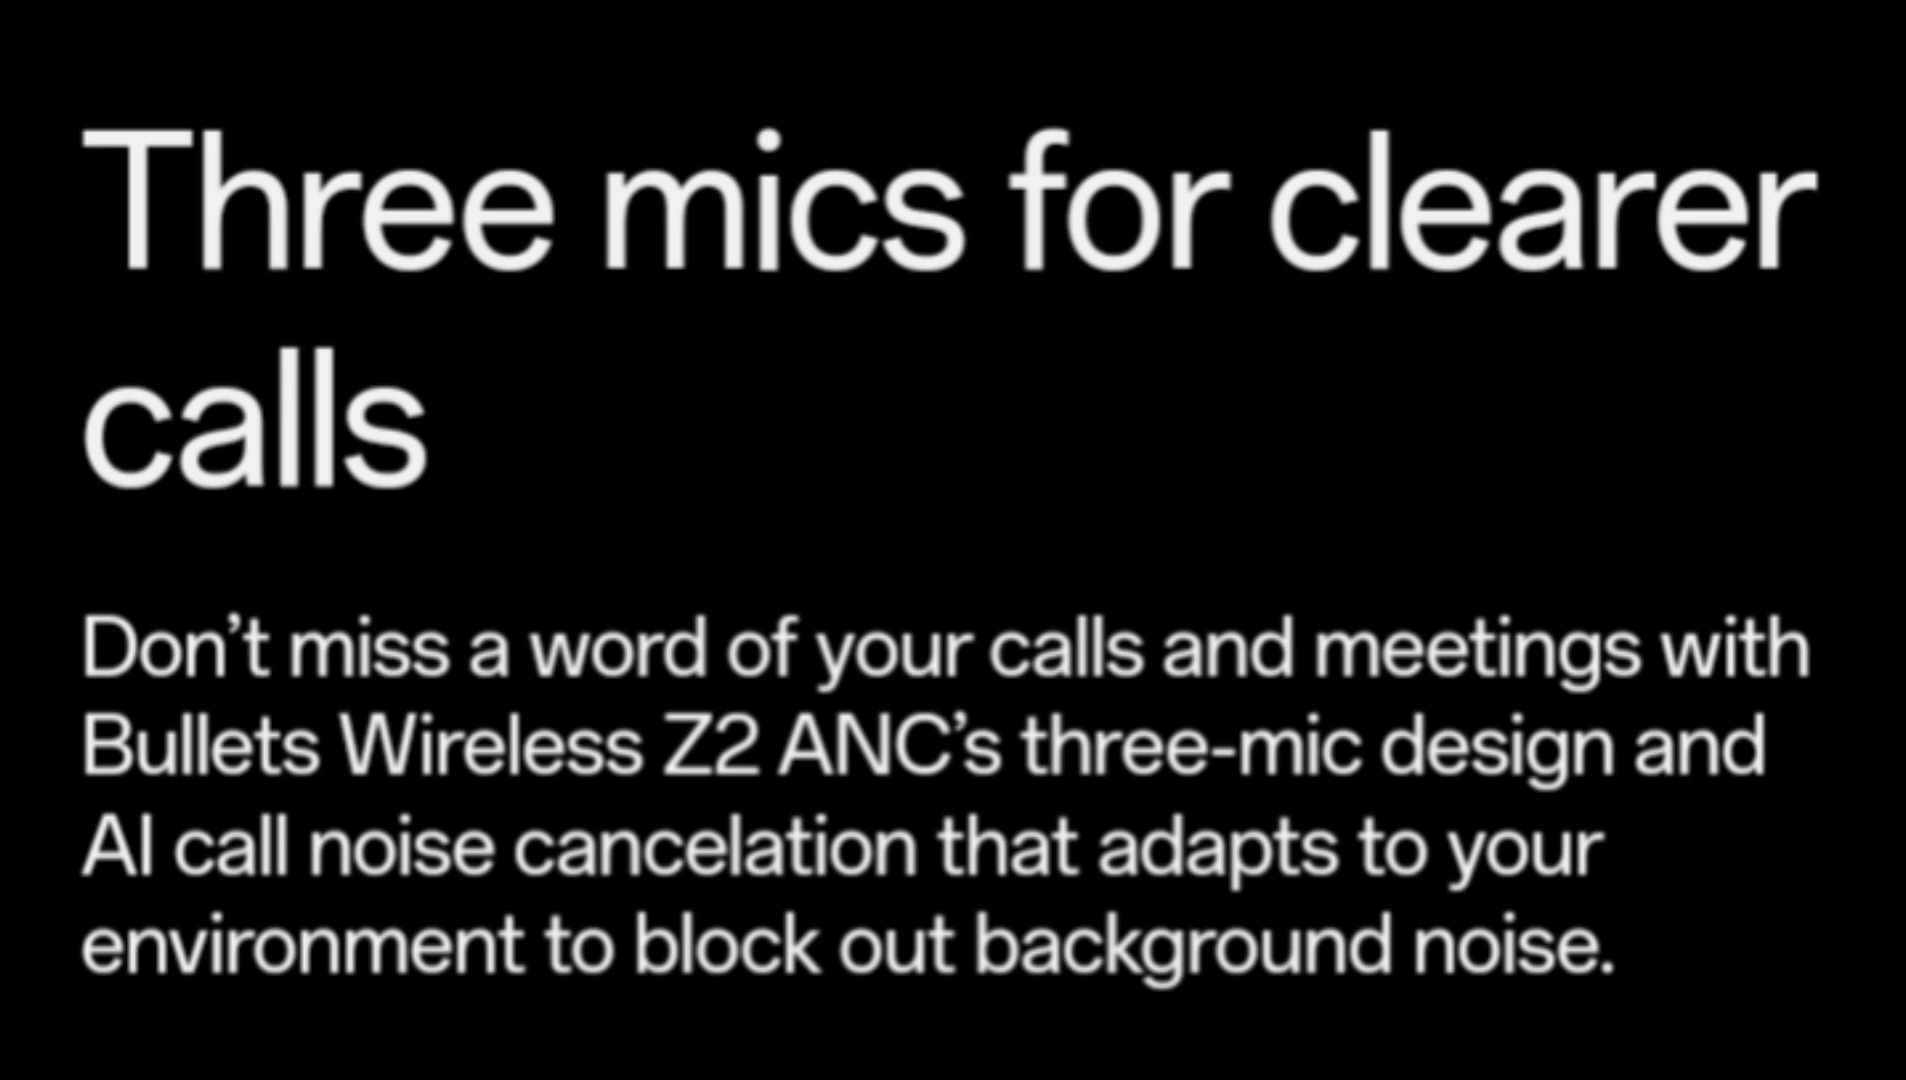 Three mics for clearer
calls
Don’t miss a word of your calls and meetings with
Bullets Wireless Z2 ANC’s three-mic design and
AI call noise cancelation that adapts to your
environment to block out background noise.